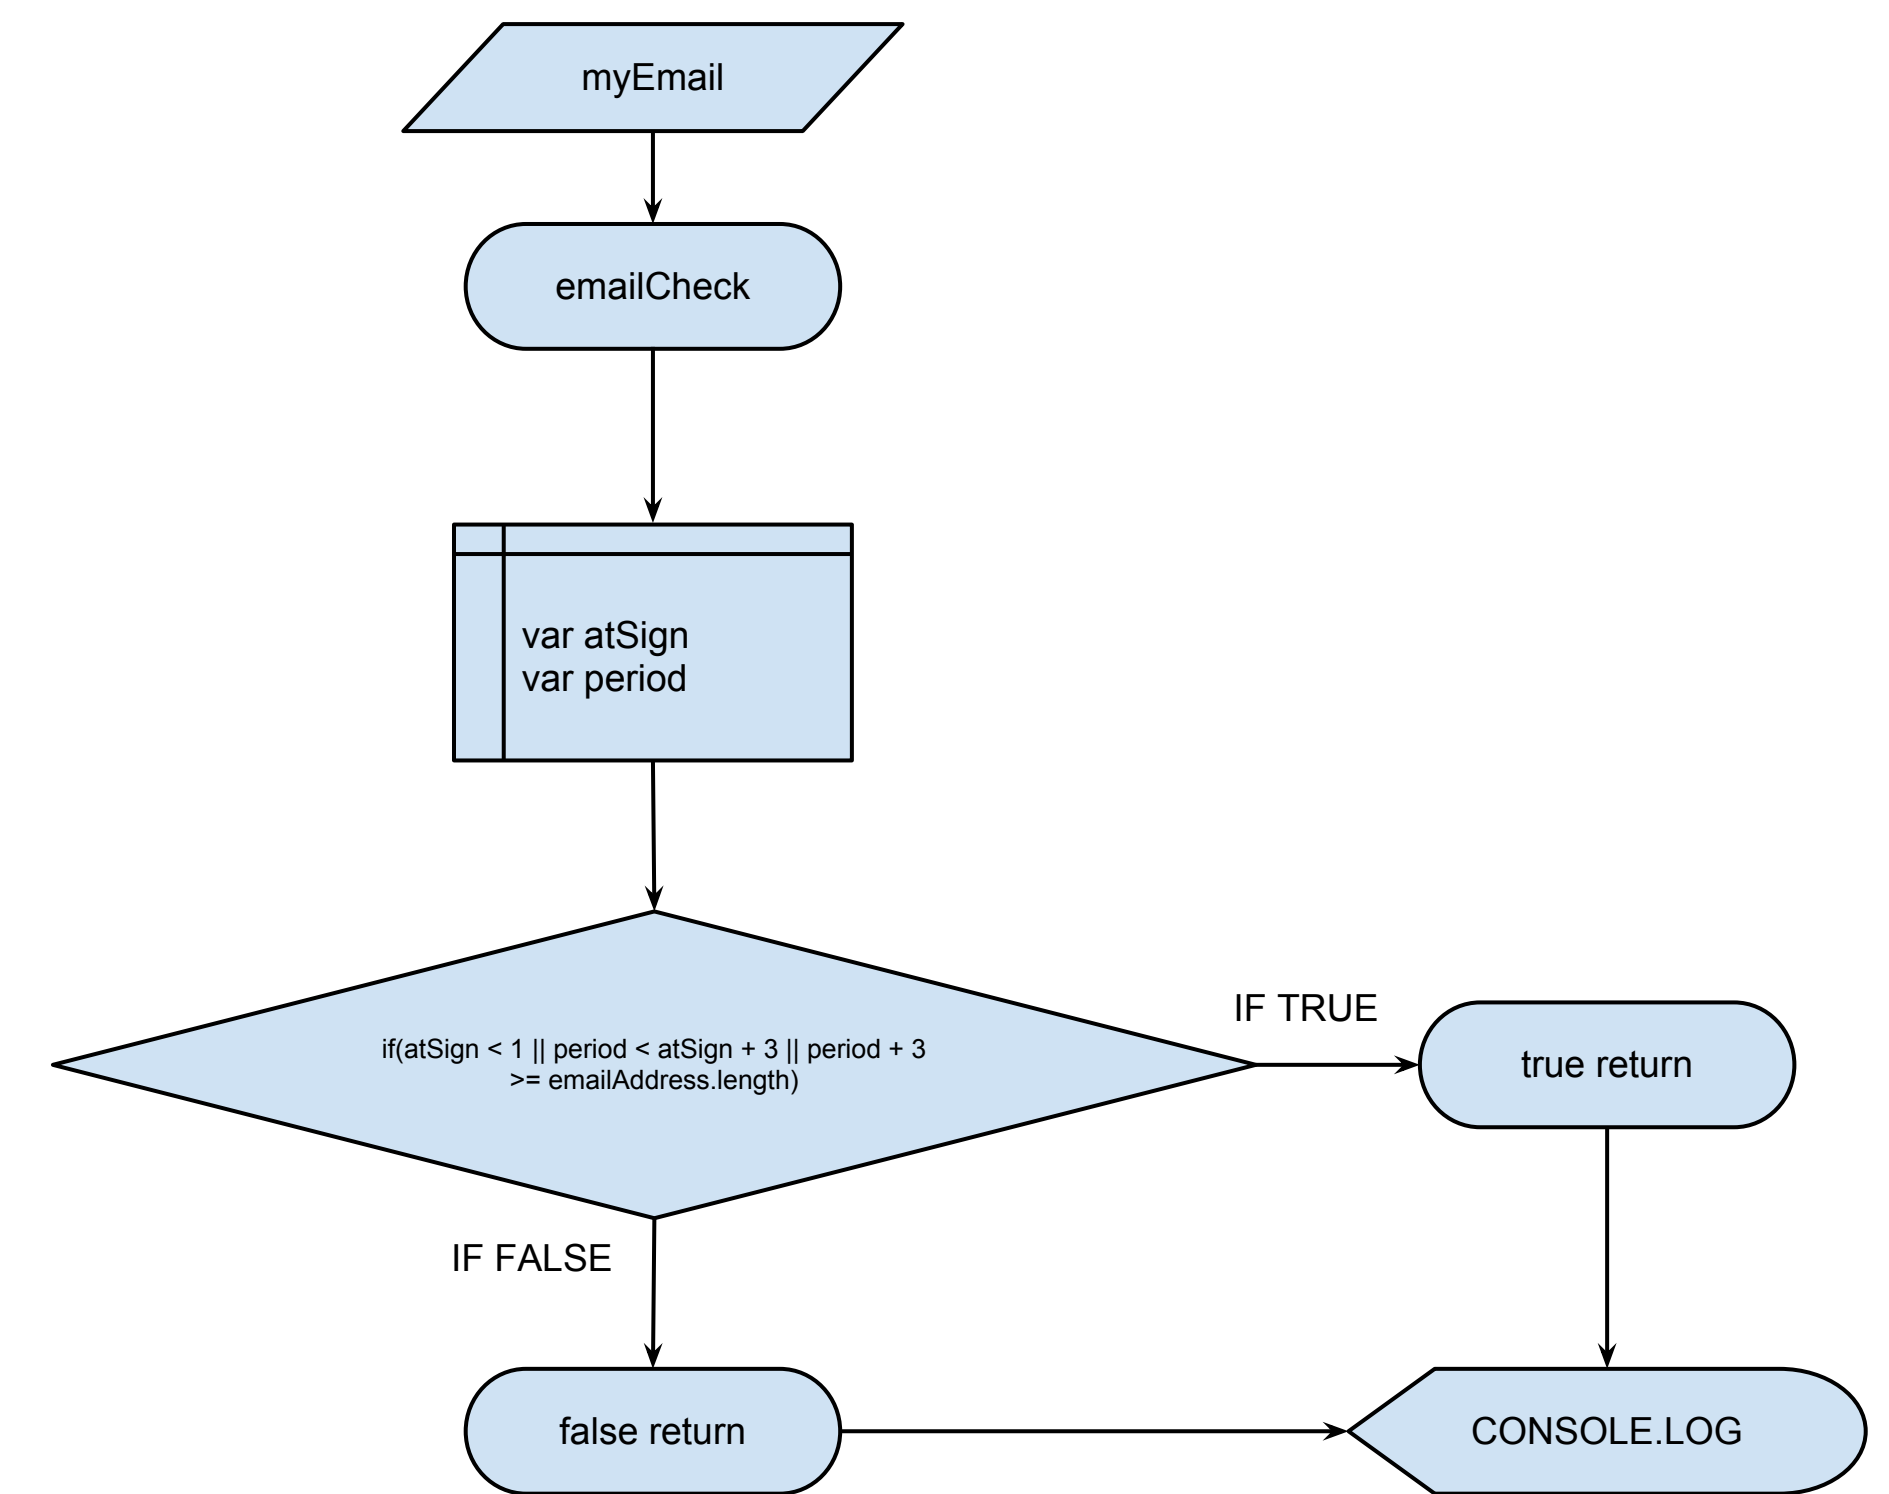 myEmail
emailCheck
var atSign
var period
if(atSign < 1 || period < atSign + 3 || period + 3
>= emailAddress.length)
IF TRUE
true return
IF FALSE
false return
CONSOLE.LOG